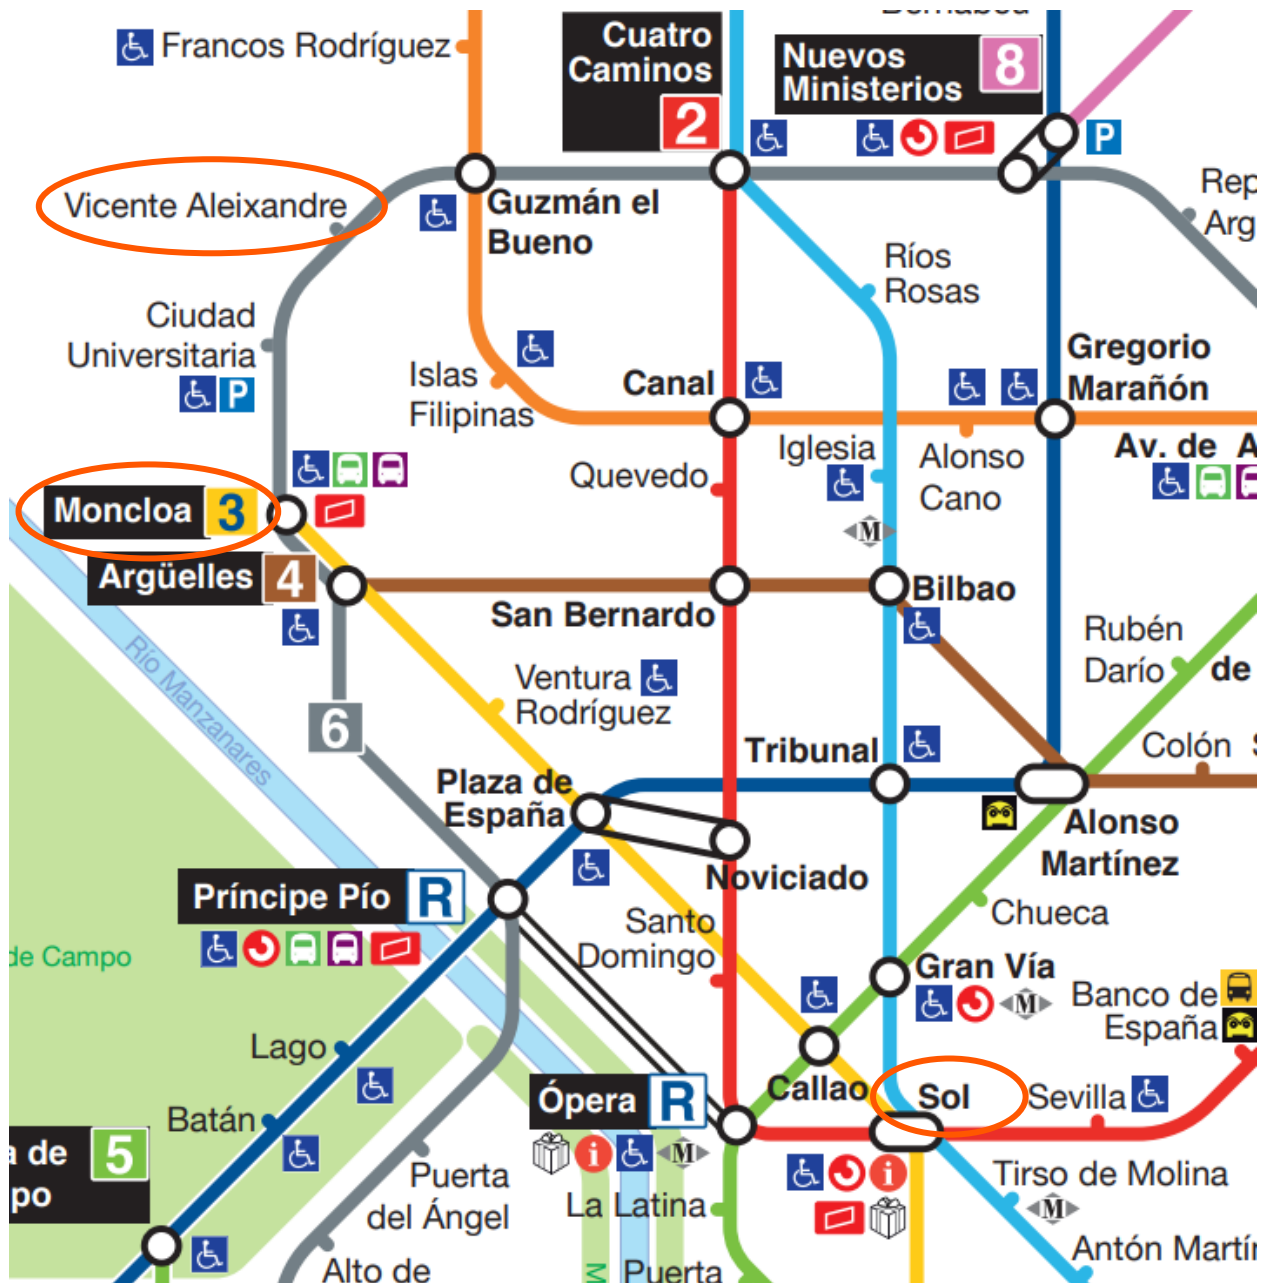 Francos Rodríguez
Cuatro
Caminos
2
Nuevos
Ministerios
8
P
Vicente Aleixandre
Guzmán el
Bueno
Ríos
Rosas
Ciudad
Universitaria
P
Islas
Filipinas
Canal
Gregorio
Marañón
Iglesia
Alonso
Cano
Av. de
Quevedo
Moncloa 3
M
Argüelles 4
San Bernardo
Bilbao
Río Manzanares
Rubén
Darío
de
Ventura
Rodríguez
6
Tribunal
Colón
Plaza de
España
Alonso
Martínez
Noviciado
Príncipe Pío R
Chueca
Santo
Domingo
de Campo
Gran Vía
M
Banco de
España
Lago
Callao
Sol
Sevilla
Ópera R
Batán
i
M
i
5
de
po
Puerta
del Ángel
La Latina
Tirso de Molina
M
Antón Martín
Alto de
M
Puerta